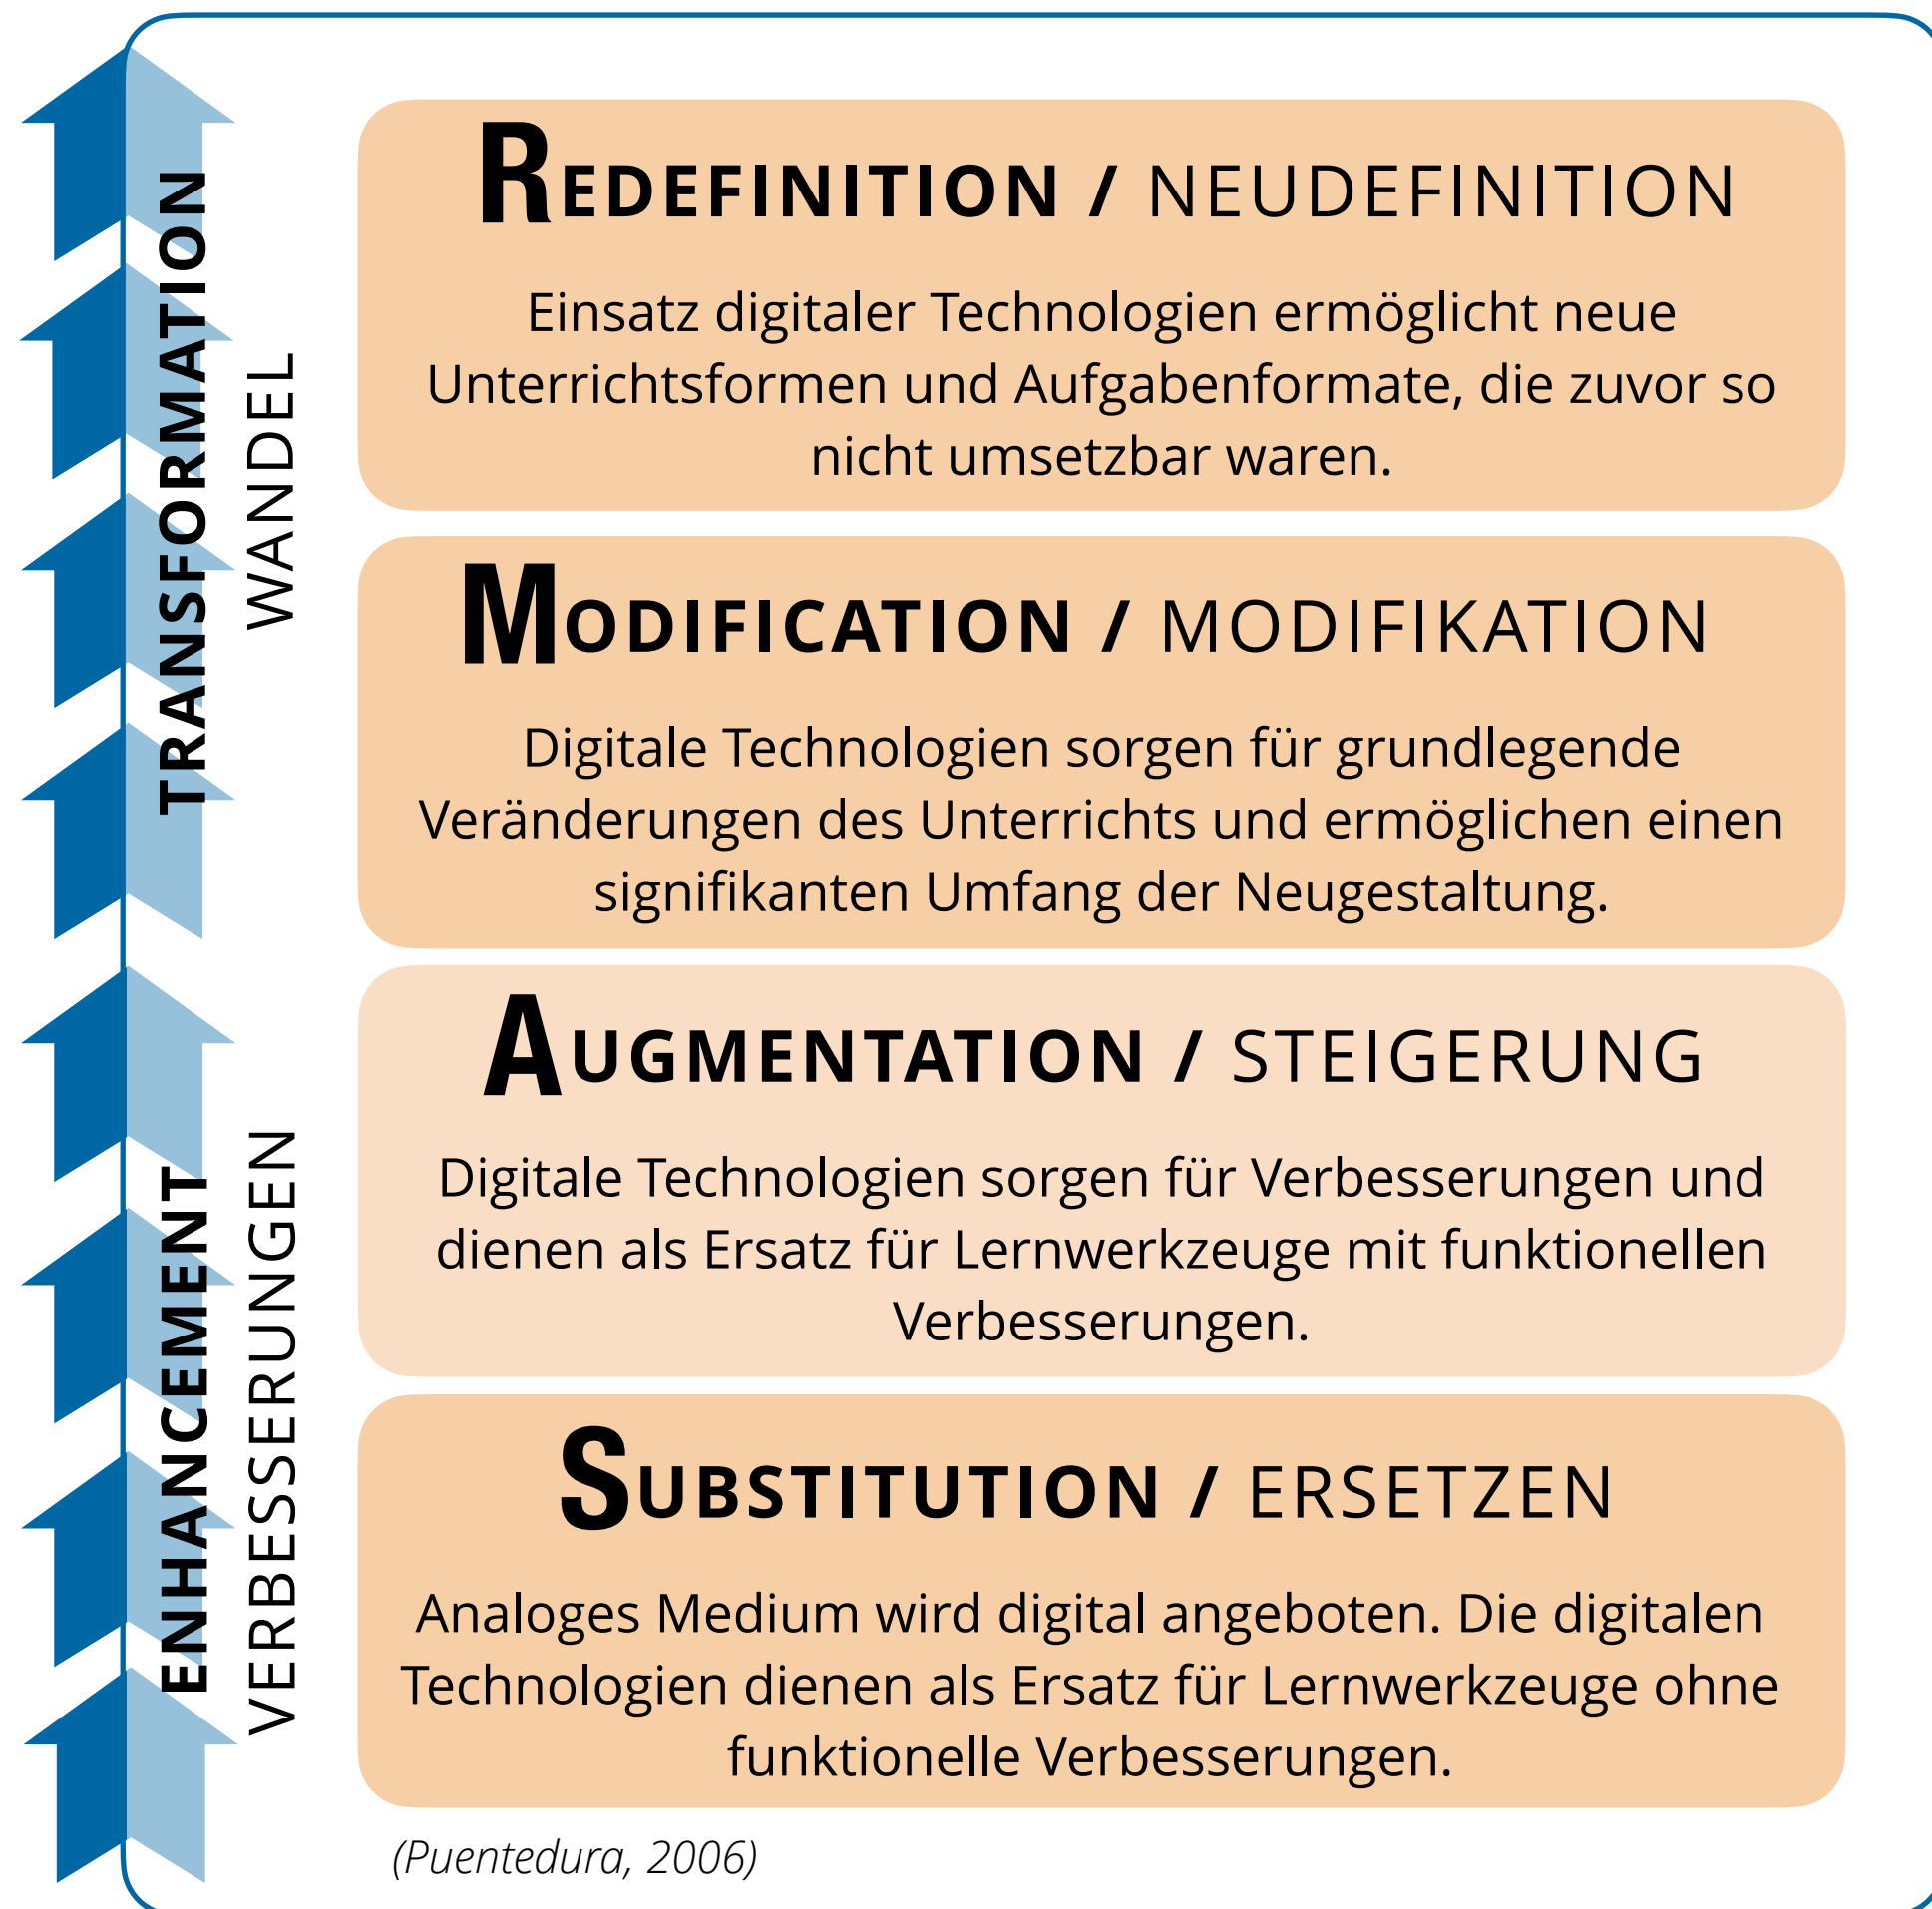 TRANSFORMATION
WANDEL
REDEFINITION / NEUDEFINITION
Einsatz digitaler Technologien ermöglicht neue
Unterrichtsformen und Aufgabenformate, die zuvor so
nicht umsetzbar waren.
MODIFICATION / MODIFIKATION
Digitale Technologien sorgen für grundlegende
Veränderungen des Unterrichts und ermöglichen einen
signifikanten Umfang der Neugestaltung.
ENHANCEMENT
VERBESSERUNGEN
AUGMENTATION / STEIGERUNG
Digitale Technologien sorgen für Verbesserungen und
dienen als Ersatz für Lernwerkzeuge mit funktionellen
Verbesserungen.
SUBSTITUTION / ERSETZEN
Analoges Medium wird digital angeboten. Die digitalen
Technologien dienen als Ersatz für Lernwerkzeuge ohne
funktionelle Verbesserungen.
(Puentedura, 2006)